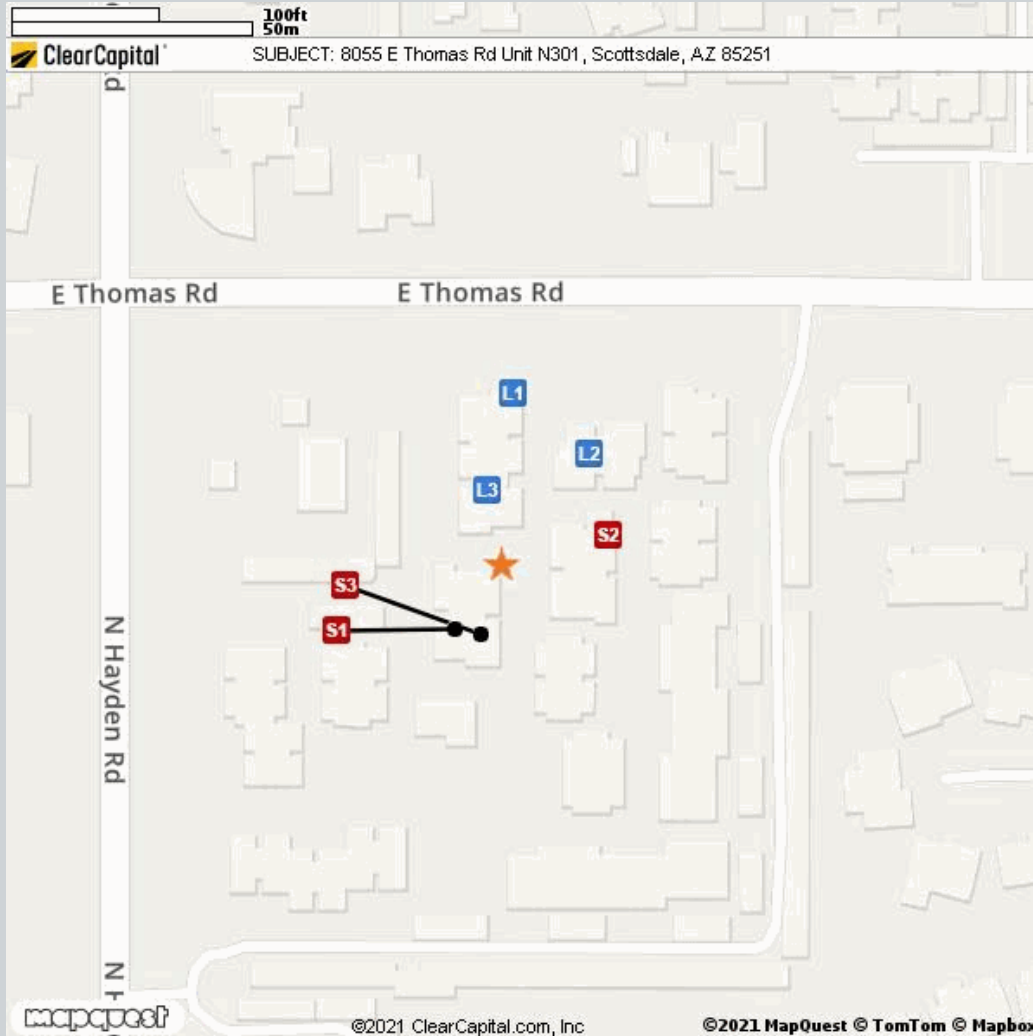 100ft
50m
ClearCapital
SUBJECT: 8055 E Thomas Rd Unit N301, Scottsdale, AZ 85251
Rd
E Thomas Rd
E Thomas Rd
L1
L2
L3
S2
S3
S1
N Hayden Rd
N H
mapquest
©2021 ClearCapital.com, Inc
©2021 MapQuest © TomTom © Mapbo